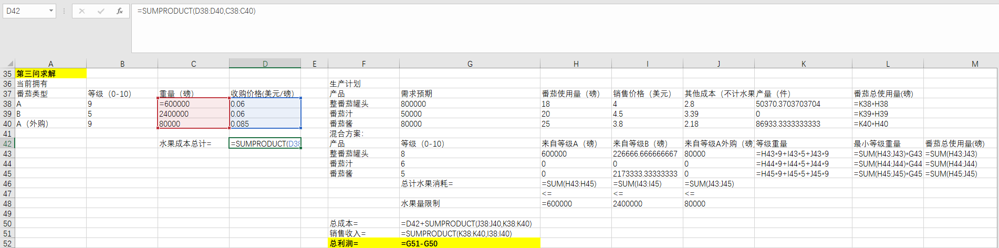 D42 =SUMPRODUCT(D38:D40,C38:C40)
A B C D E F G H I J K L M
35 第三问求解
36 当前拥有 生产计划
37 番茄类型 等级（0-10） 重量（磅） 收购价格(美元/磅) 产品 需求预期 番茄使用量（磅） 销售价格（美元） 其他成本（不计水果 产量（件） 番茄总使用量(磅)
38 A 9 =600000 0.06 整番茄罐头 800000 18 4 2.8 50370.3703703704 =K38*H38
39 B 5 2400000 0.06 番茄汁 50000 20 4.5 3.39 0 =K39*H39
40 A（外购） 9 80000 0.085 番茄酱 80000 25 3.8 2.18 86933.3333333333 =K40*H40
41 混合方案：
42 水果成本总计= =SUMPRODUCT(D38 产品 等级（0-10） 来自等级A（磅） 来自等级B（磅） 来自等级A外购（磅） 等级重量 最小等级重量 番茄总使用量(磅)
43 整番茄罐头 8 600000 226666.666666667 80000 =H43*9+I43*5+J43*9 =SUM(H43:J43)*G43 =SUM(H43:J43)
44 番茄汁 6 0 0 0 =H44*9+I44*5+J44*9 =SUM(H44:J44)*G44 =SUM(H44:J44)
45 番茄酱 5 0 2173333.33333333 0 =H45*9+I45*5+J45*9 =SUM(H45:J45)*G45 =SUM(H45:J45)
46 总计水果消耗= =SUM(H43:H45) =SUM(I43:I45) =SUM(J43:J45)
47 <= <= <=
48 水果量限制 =600000 2400000 80000
49
50 总成本= =D42+SUMPRODUCT(J38:J40,K38:K40)
51 销售收入= =SUMPRODUCT(K38:K40,I38:I40)
52 总利润= =G51-G50